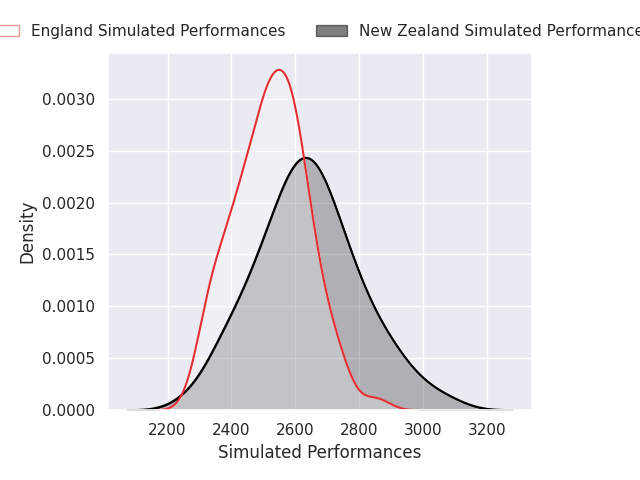 England Simulated Performances
New Zealand Simulated Performance
0.0030
0.0025
0.0020
0.0015
0.0010
0.0005
0.0000
Density
2200 2400 2600 2800 3000 3200
Simulated Performances